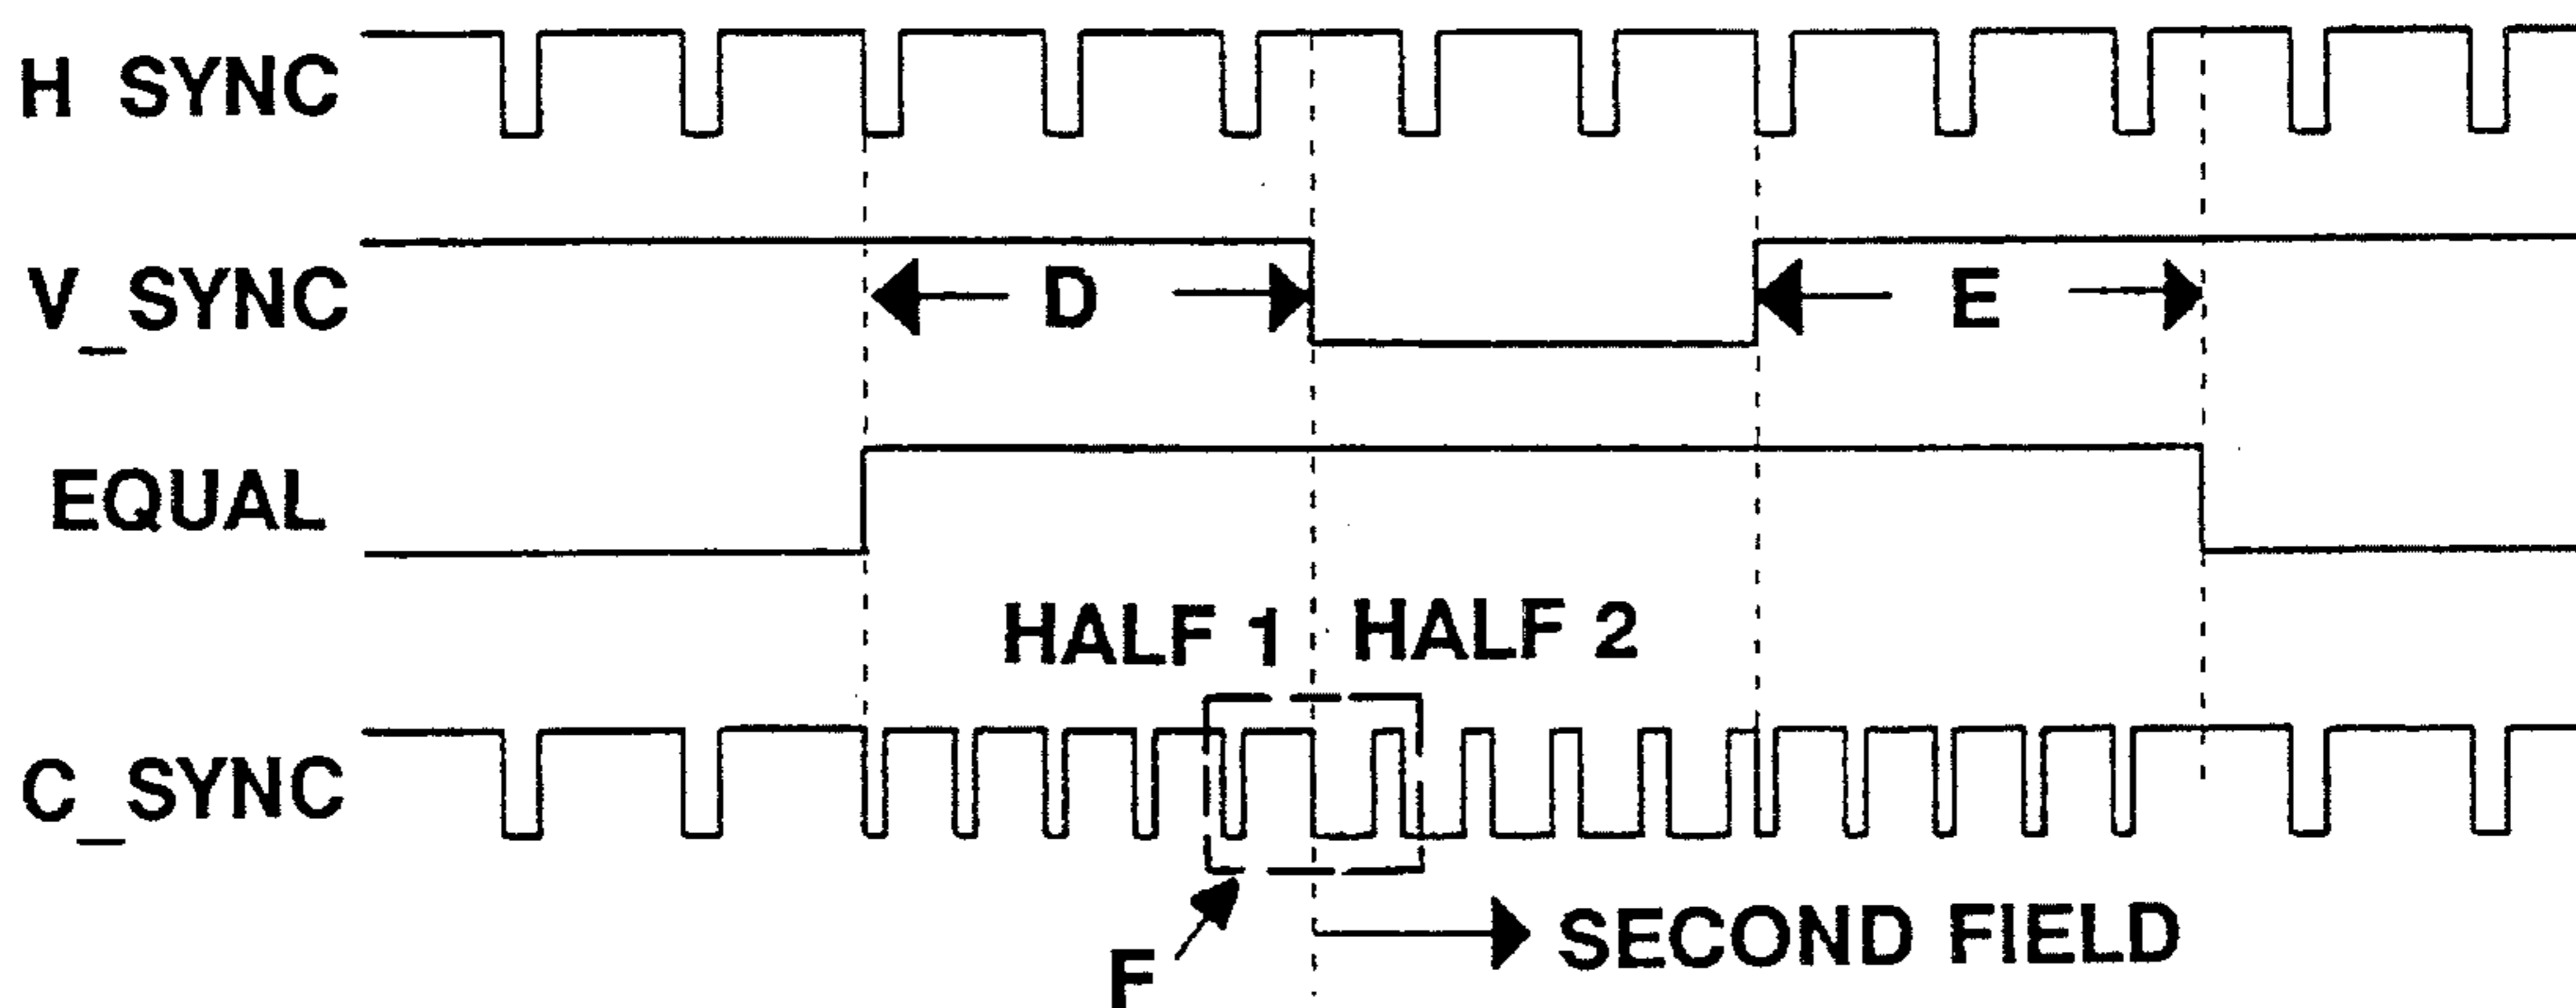 H SYNC
V_SYNC
D
E
EQUAL
HALF 1 HALF 2
C_SYNC
F
SECOND FIELD